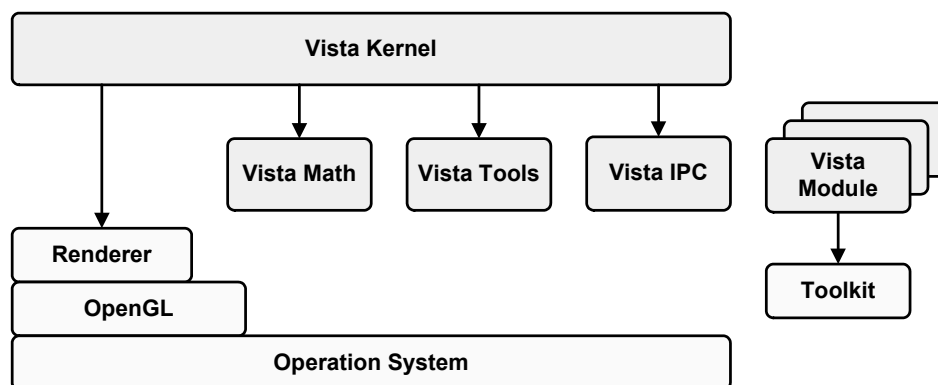 Vista Kernel
Vista Math
Vista Tools
Vista IPC
Vista
Module
Renderer
Toolkit
OpenGL
Operation System